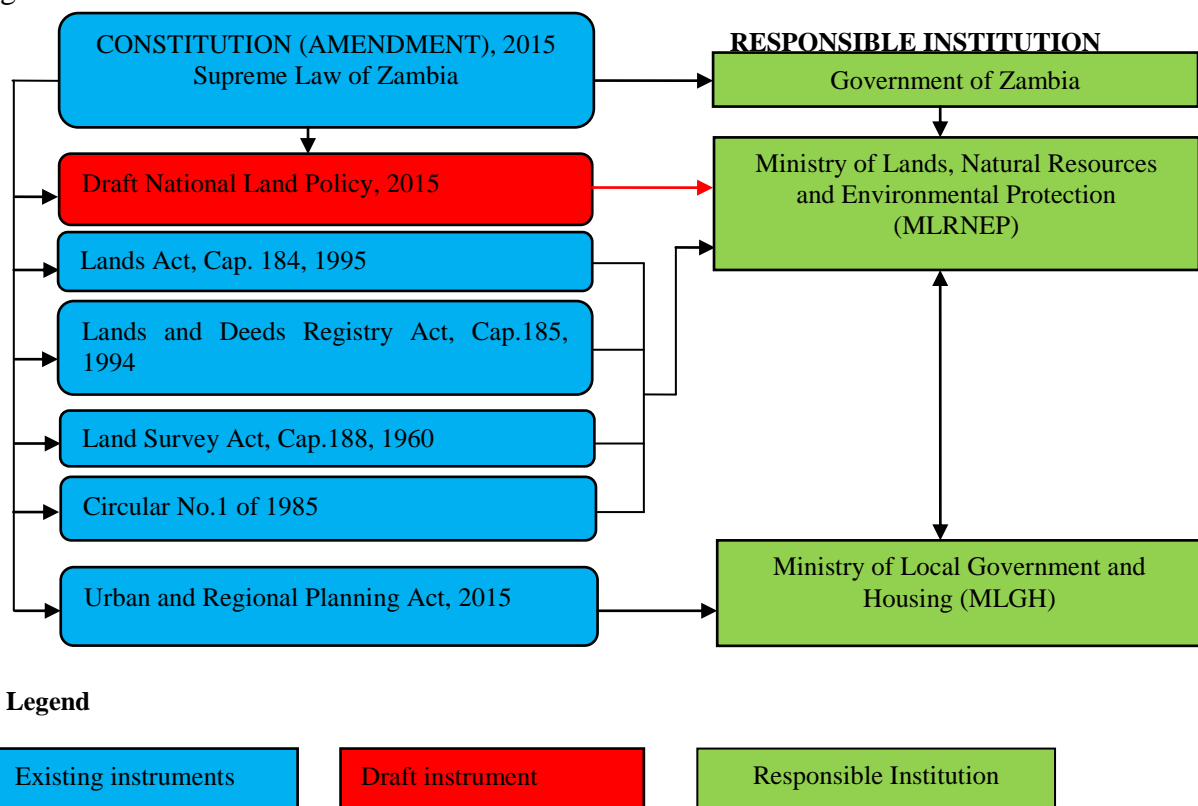 CONSTITUTION (AMENDMENT), 2015
Supreme Law of Zambia
RESPONSIBLE INSTITUTION
Government of Zambia
Draft National Land Policy, 2015
Ministry of Lands, Natural Resources
and Environmental Protection
(MLRNEP)
Lands Act, Cap. 184, 1995
Lands and Deeds Registry Act, Cap.185,
1994
Land Survey Act, Cap.188, 1960
Circular No.1 of 1985
Urban and Regional Planning Act, 2015
Ministry of Local Government and
Housing (MLGH)
Legend
Existing instruments
Draft instrument
Responsible Institution